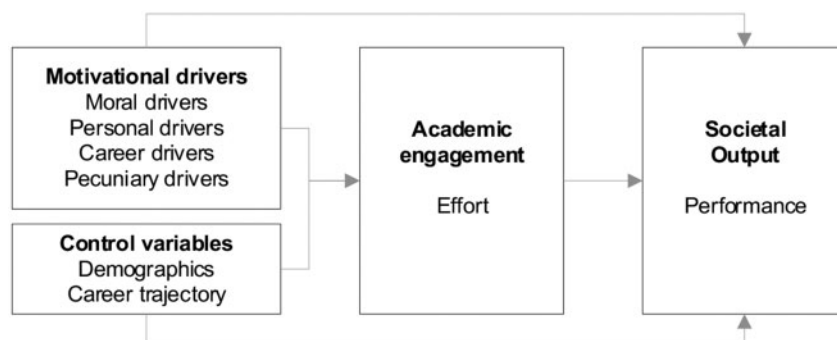 Motivational drivers
Moral drivers
Personal drivers
Career drivers
Pecuniary drivers
Control variables
Demographics
Career trajectory
Academic
engagement
Effort
Societal
Output
Performance